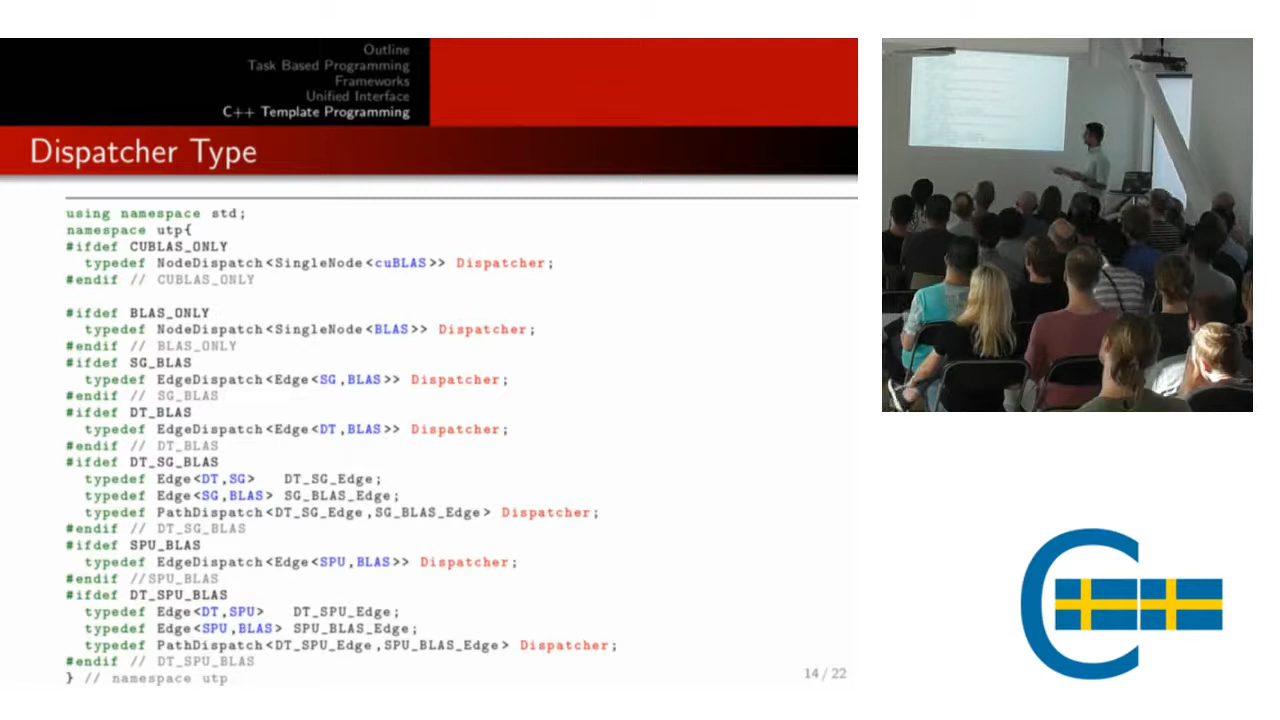 Outline
Task Based Programming
Frameworks
Unified Interface
C++ Template Programming
Dispatcher Type
using namespace std;
namespace utp{
#ifdef CUBLAS_ONLY
typedef NodeDispatch<SingleNode<cuBLAS>> Dispatcher;
#endif // CUBLAS_ONLY
#ifdef BLAS_ONLY
typedef NodeDispatch<SingleNode<BLAS>> Dispatcher;
#endif // BLAS_ONLY
#ifdef SG_BLAS
typedef EdgeDispatch<Edge<SG,BLAS>> Dispatcher;
#endif // SG_BLAS
#ifdef DT_BLAS
typedef EdgeDispatch<Edge<DT,BLAS>> Dispatcher;
#endif // DT_BLAS
#ifdef DT_SG_BLAS
typedef Edge<DT,SG> DT_SG_Edge;
typedef Edge<SG,BLAS> SG_BLAS_Edge;
typedef PathDispatch<DT_SG_Edge,SG_BLAS_Edge> Dispatcher;
#endif // DT_SG_BLAS
#ifdef SPU_BLAS
typedef EdgeDispatch<Edge<SPU,BLAS>> Dispatcher;
#endif //SPU_BLAS
#ifdef DT_SPU_BLAS
typedef Edge<DT,SPU> DT_SPU_Edge;
typedef Edge<SPU,BLAS> SPU_BLAS_Edge;
typedef PathDispatch<DT_SPU_Edge,SPU_BLAS_Edge> Dispatcher;
#endif // DT_SPU_BLAS
} // namespace utp
14 / 22
C